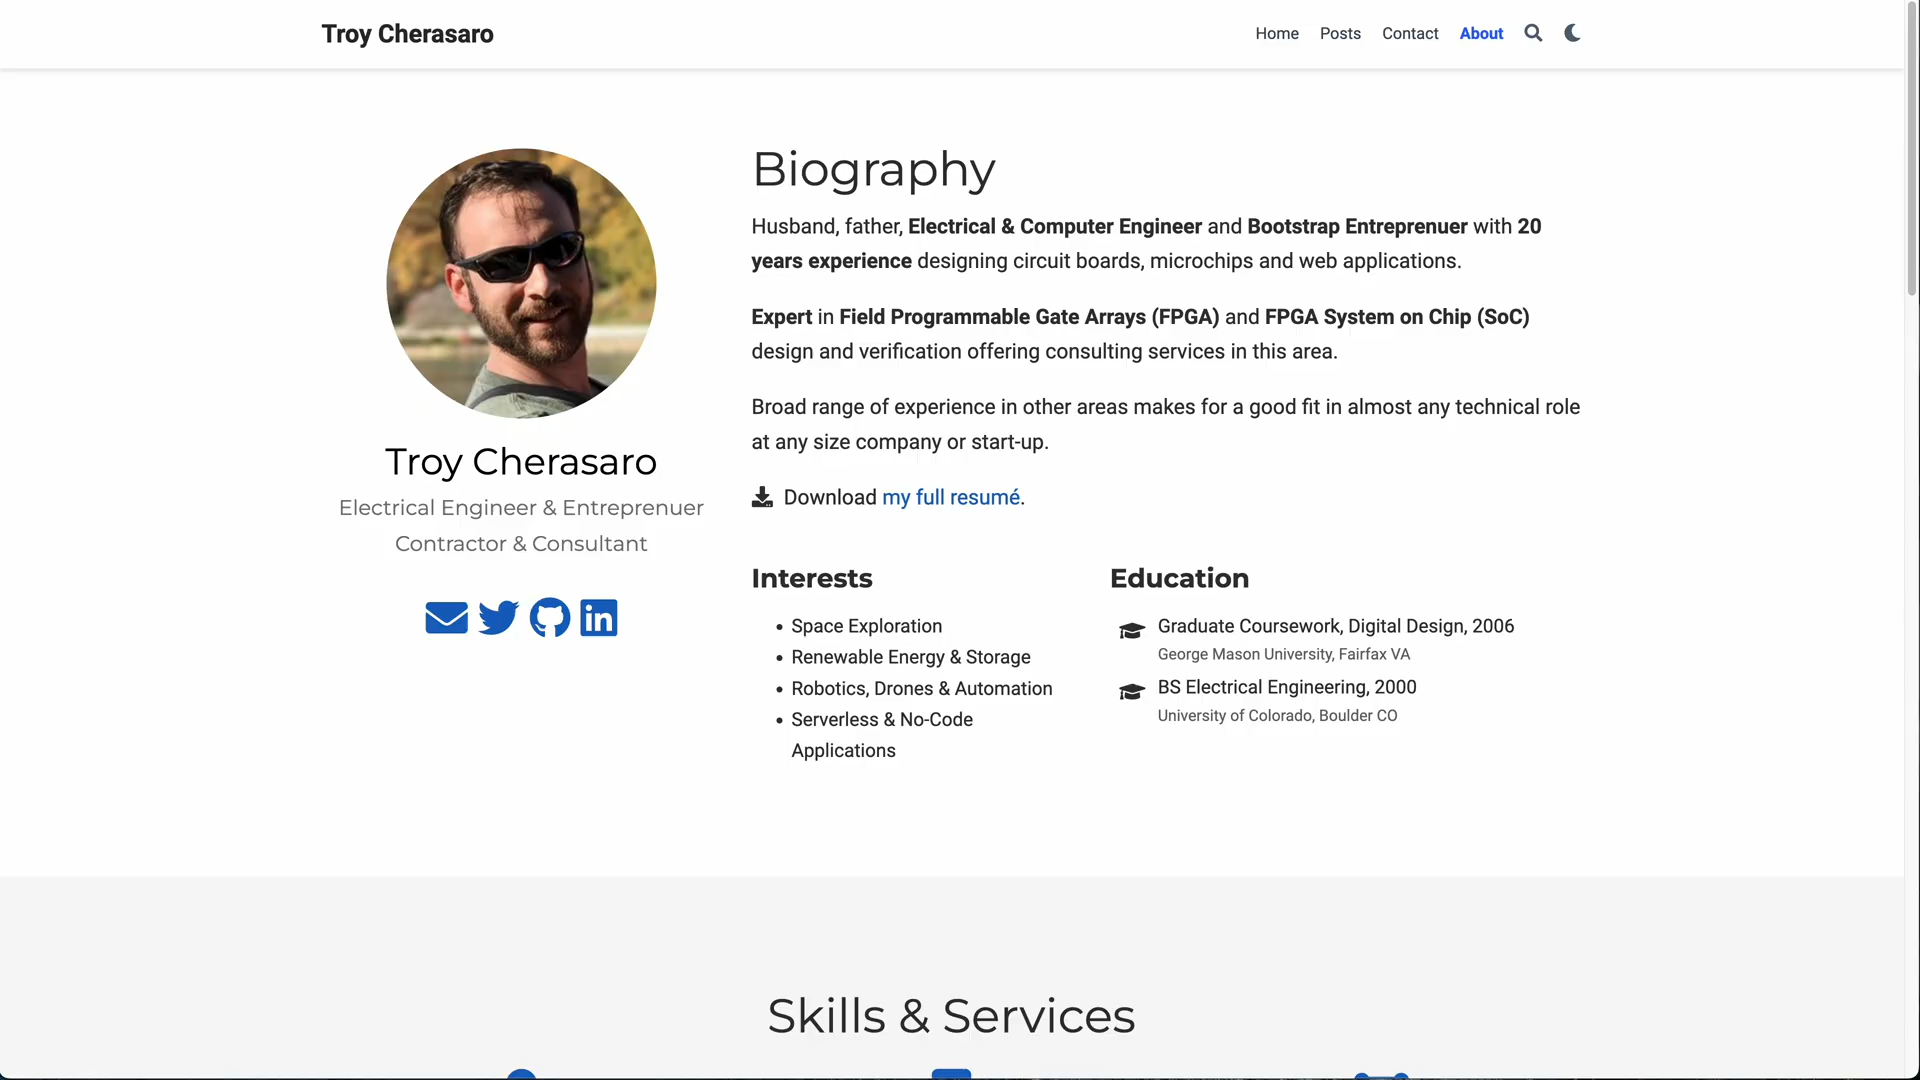 Troy Cherasaro
Home
Posts
Contact
About
Biography
Husband, father, Electrical & Computer Engineer and Bootstrap Entreprenuer with 20
years experience designing circuit boards, microchips and web applications.
Expert in Field Programmable Gate Arrays (FPGA) and FPGA System on Chip (SoC)
design and verification offering consulting services in this area.
Broad range of experience in other areas makes for a good fit in almost any technical role
at any size company or start-up.
Download my full resumé.
Troy Cherasaro
Electrical Engineer & Entreprenuer
Contractor & Consultant
Interests
• Space Exploration
• Renewable Energy & Storage
• Robotics, Drones & Automation
• Serverless & No-Code
Applications
Education
Graduate Coursework, Digital Design, 2006
George Mason University, Fairfax VA
BS Electrical Engineering, 2000
University of Colorado, Boulder CO
Skills & Services